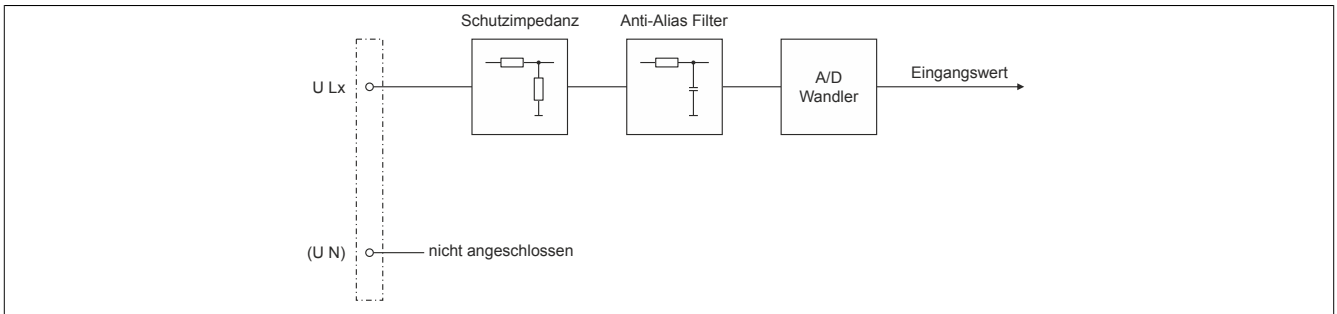 Schutzimpedanz
Anti-Alias Filter
U Lx
A/D
Wandler
Eingangswert
(U N)
nicht angeschlossen